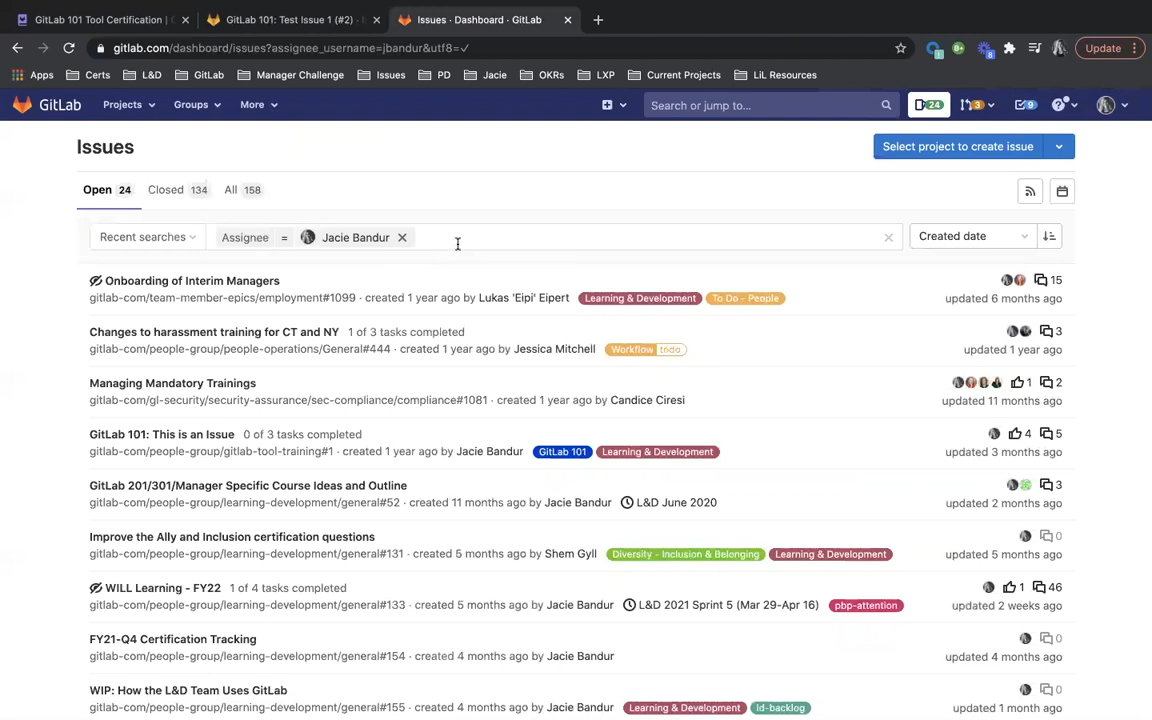 GitLab 101 Tool Certification | G
GitLab 101: Test Issue 1 (#2) ·
Issues · Dashboard · GitLab
gitlab.com/dashboard/issues?assignee_username=jbandur&utf8=✓
Update
Apps Certs L&D GitLab Manager Challenge Issues PD Jacie OKRs LXP Current Projects LiL Resources
GitLab Projects Groups More Search or jump to... 24 3 9
Issues
Select project to create issue
Open 24 Closed 134 All 158
Recent searches Assignee = Jacie Bandur Created date
Onboarding of Interim Managers 15
gitlab-com/team-member-epics/employment#1099 · created 1 year ago by Lukas 'Eipi' Eipert Learning & Development To Do - People updated 6 months ago
Changes to harassment training for CT and NY 1 of 3 tasks completed 3
gitlab-com/people-group/people-operations/General#444 · created 1 year ago by Jessica Mitchell Workflow todo updated 1 year ago
Managing Mandatory Trainings 1 2
gitlab-com/gl-security/security-assurance/sec-compliance/compliance#1081 · created 1 year ago by Candice Ciresi updated 11 months ago
GitLab 101: This is an Issue 0 of 3 tasks completed 4 5
gitlab-com/people-group/gitlab-tool-training#1 · created 1 year ago by Jacie Bandur GitLab 101 Learning & Development updated 3 months ago
GitLab 201/301/Manager Specific Course Ideas and Outline 3
gitlab-com/people-group/learning-development/general#52 · created 11 months ago by Jacie Bandur L&D June 2020 updated 2 months ago
Improve the Ally and Inclusion certification questions 0
gitlab-com/people-group/learning-development/general#131 · created 5 months ago by Shem Gyll Diversity - Inclusion & Belonging Learning & Development updated 5 months ago
WILL Learning - FY22 1 of 4 tasks completed 1 46
gitlab-com/people-group/learning-development/general#133 · created 5 months ago by Jacie Bandur L&D 2021 Sprint 5 (Mar 29-Apr 16) pbp-attention updated 2 weeks ago
FY21-Q4 Certification Tracking 0
gitlab-com/people-group/learning-development/general#154 · created 4 months ago by Jacie Bandur updated 4 months ago
WIP: How the L&D Team Uses GitLab 0
gitlab-com/people-group/learning-development/general#155 · created 4 months ago by Jacie Bandur Learning & Development ld-backlog updated 1 month ago